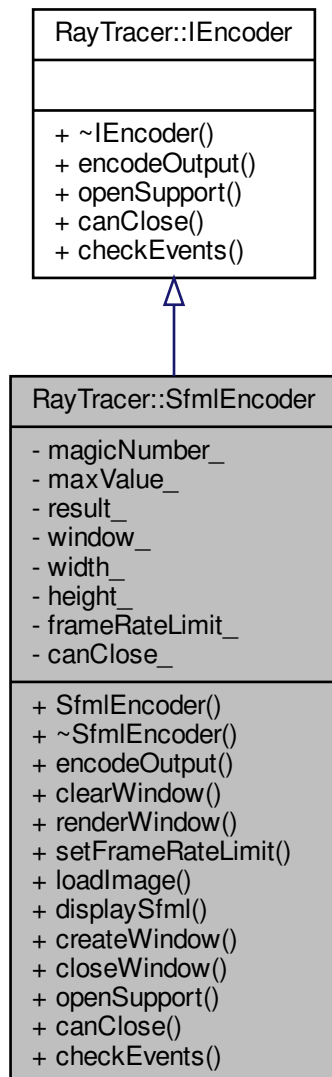 RayTracer::IEncoder
+ ~IEncoder()
+ encodeOutput()
+ openSupport()
+ canClose()
+ checkEvents()
RayTracer::SfmlEncoder
- magicNumber_
- maxValue_
- result_
- window_
- width_
- height_
- frameRateLimit_
- canClose_
+ SfmlEncoder()
+ ~SfmlEncoder()
+ encodeOutput()
+ clearWindow()
+ renderWindow()
+ setFrameRateLimit()
+ loadImage()
+ displaySfml()
+ createWindow()
+ closeWindow()
+ openSupport()
+ canClose()
+ checkEvents()